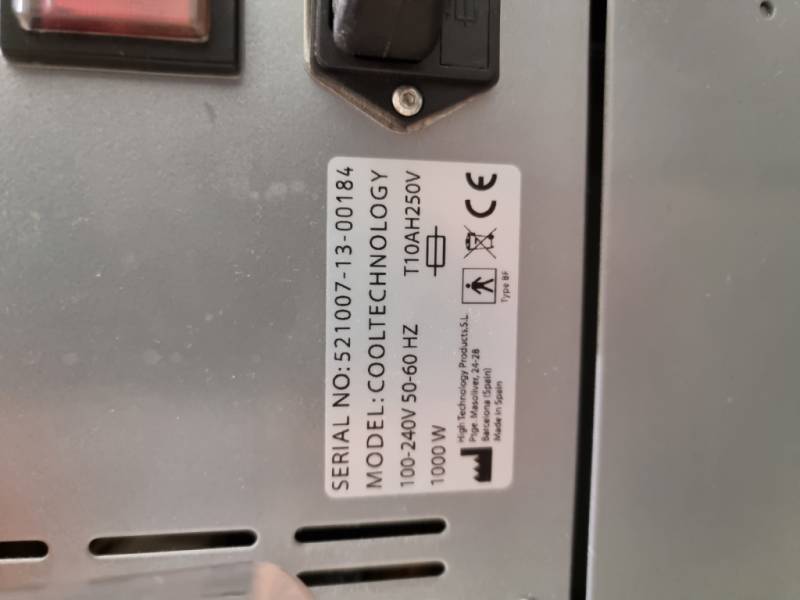 SERIAL NO: 521007-13-00184
MODEL: COOLTECHNOLOGY
100-240V 50-60 HZ T10AH250V
1000 W
High Technology Products.S.L.
Ptge. Masoliver, 24-28
Barcelona (Spain)
Made in Spain
Type BF
CE